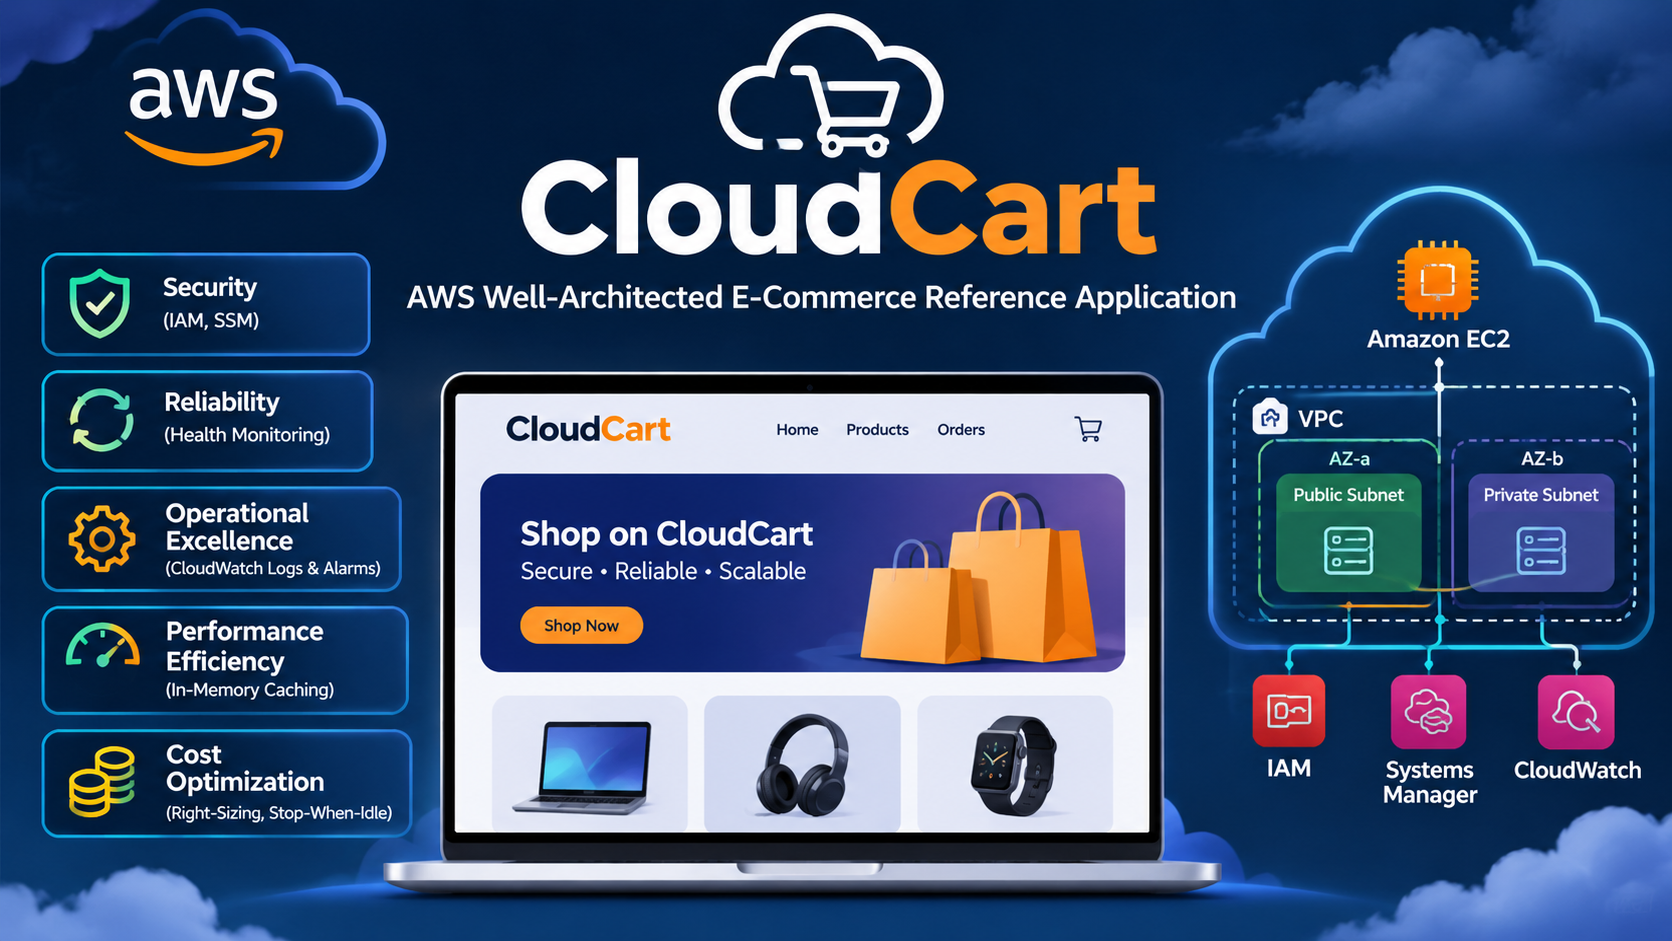 aws
CloudCart
AWS Well-Architected E-Commerce Reference Application
Security
(IAM, SSM)
Reliability
(Health Monitoring)
Operational
Excellence
(CloudWatch Logs & Alarms)
Performance
Efficiency
(In-Memory Caching)
Cost
Optimization
(Right-Sizing, Stop-When-Idle)
CloudCart
Home
Products
Orders
Shop on CloudCart
Secure • Reliable • Scalable
Shop Now
Amazon EC2
VPC
AZ-a
Public Subnet
AZ-b
Private Subnet
IAM
Systems
Manager
CloudWatch